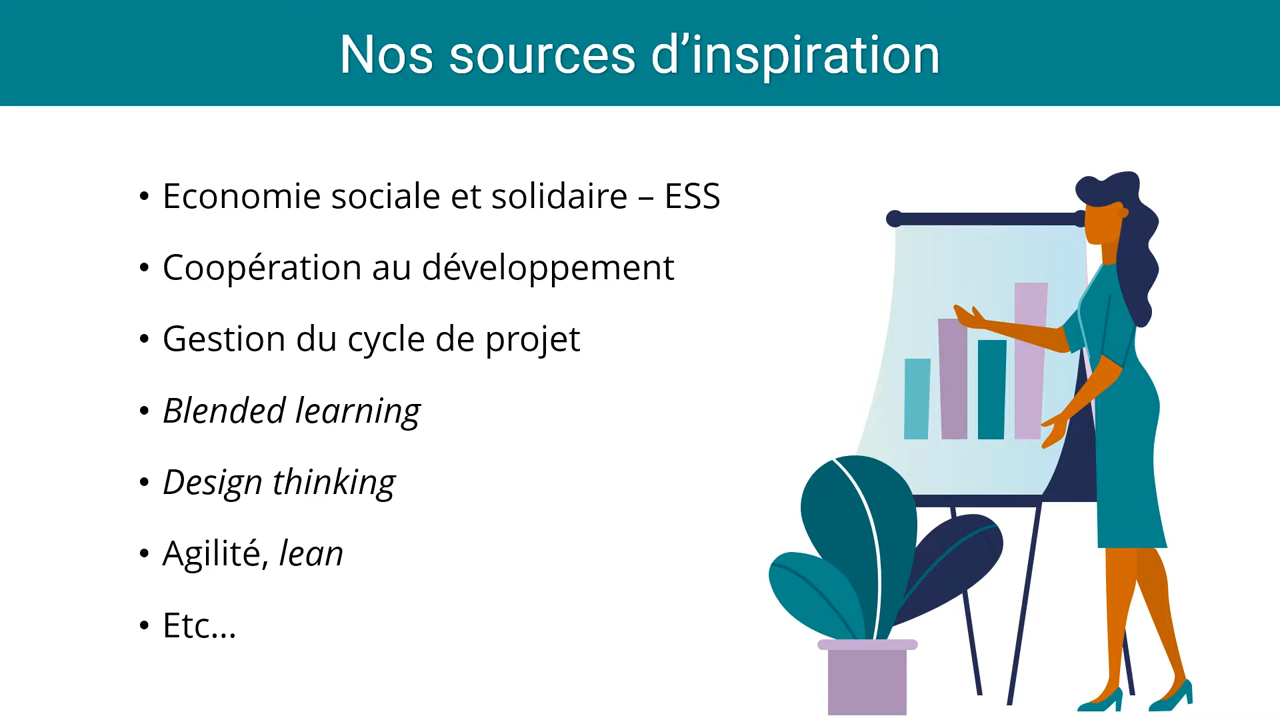 Nos sources d’inspiration
• Economie sociale et solidaire – ESS
• Coopération au développement
• Gestion du cycle de projet
• Blended learning
• Design thinking
• Agilité, lean
• Etc…